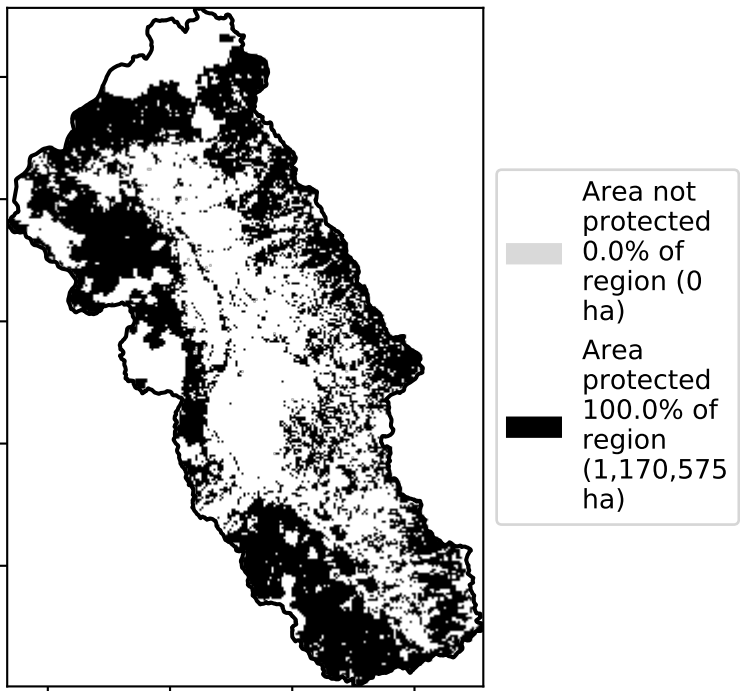 Area not
protected
0.0% of
region (0
ha)
Area
protected
100.0% of
region
(1,170,575
ha)